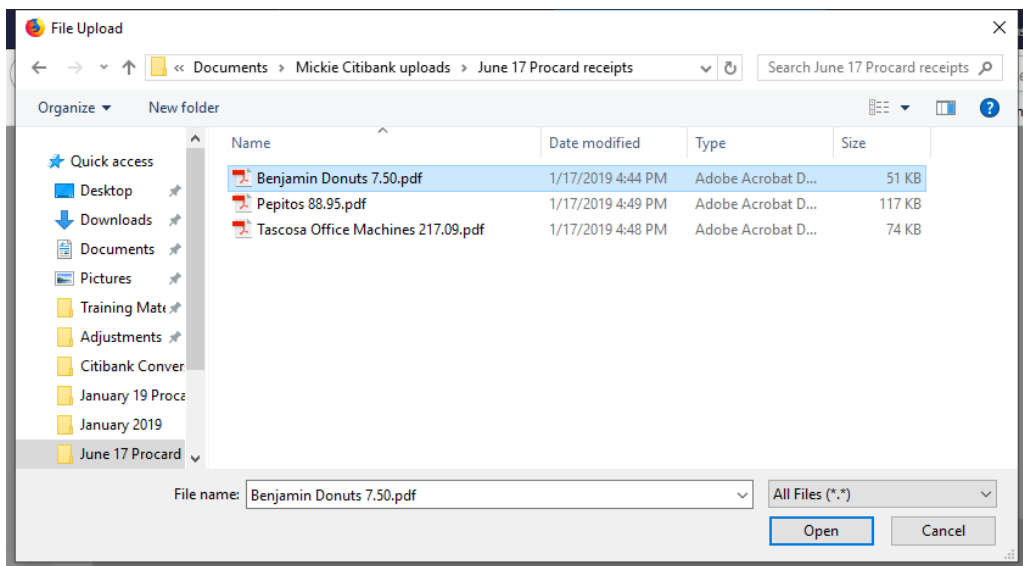 File Upload
« Documents › Mickie Citibank uploads › June 17 Procard receipts
Search June 17 Procard receipts
Organize
New folder
?
Name
Date modified
Type
Size
Quick access
Desktop
Downloads
Documents
Pictures
Training Mate
Adjustments
Citibank Conver
January 19 Proca
January 2019
June 17 Procard
Benjamin Donuts 7.50.pdf 1/17/2019 4:44 PM Adobe Acrobat D... 51 KB
Pepitos 88.95.pdf 1/17/2019 4:49 PM Adobe Acrobat D... 117 KB
Tascosa Office Machines 217.09.pdf 1/17/2019 4:48 PM Adobe Acrobat D... 74 KB
File name: Benjamin Donuts 7.50.pdf
All Files (*.*)
Open
Cancel